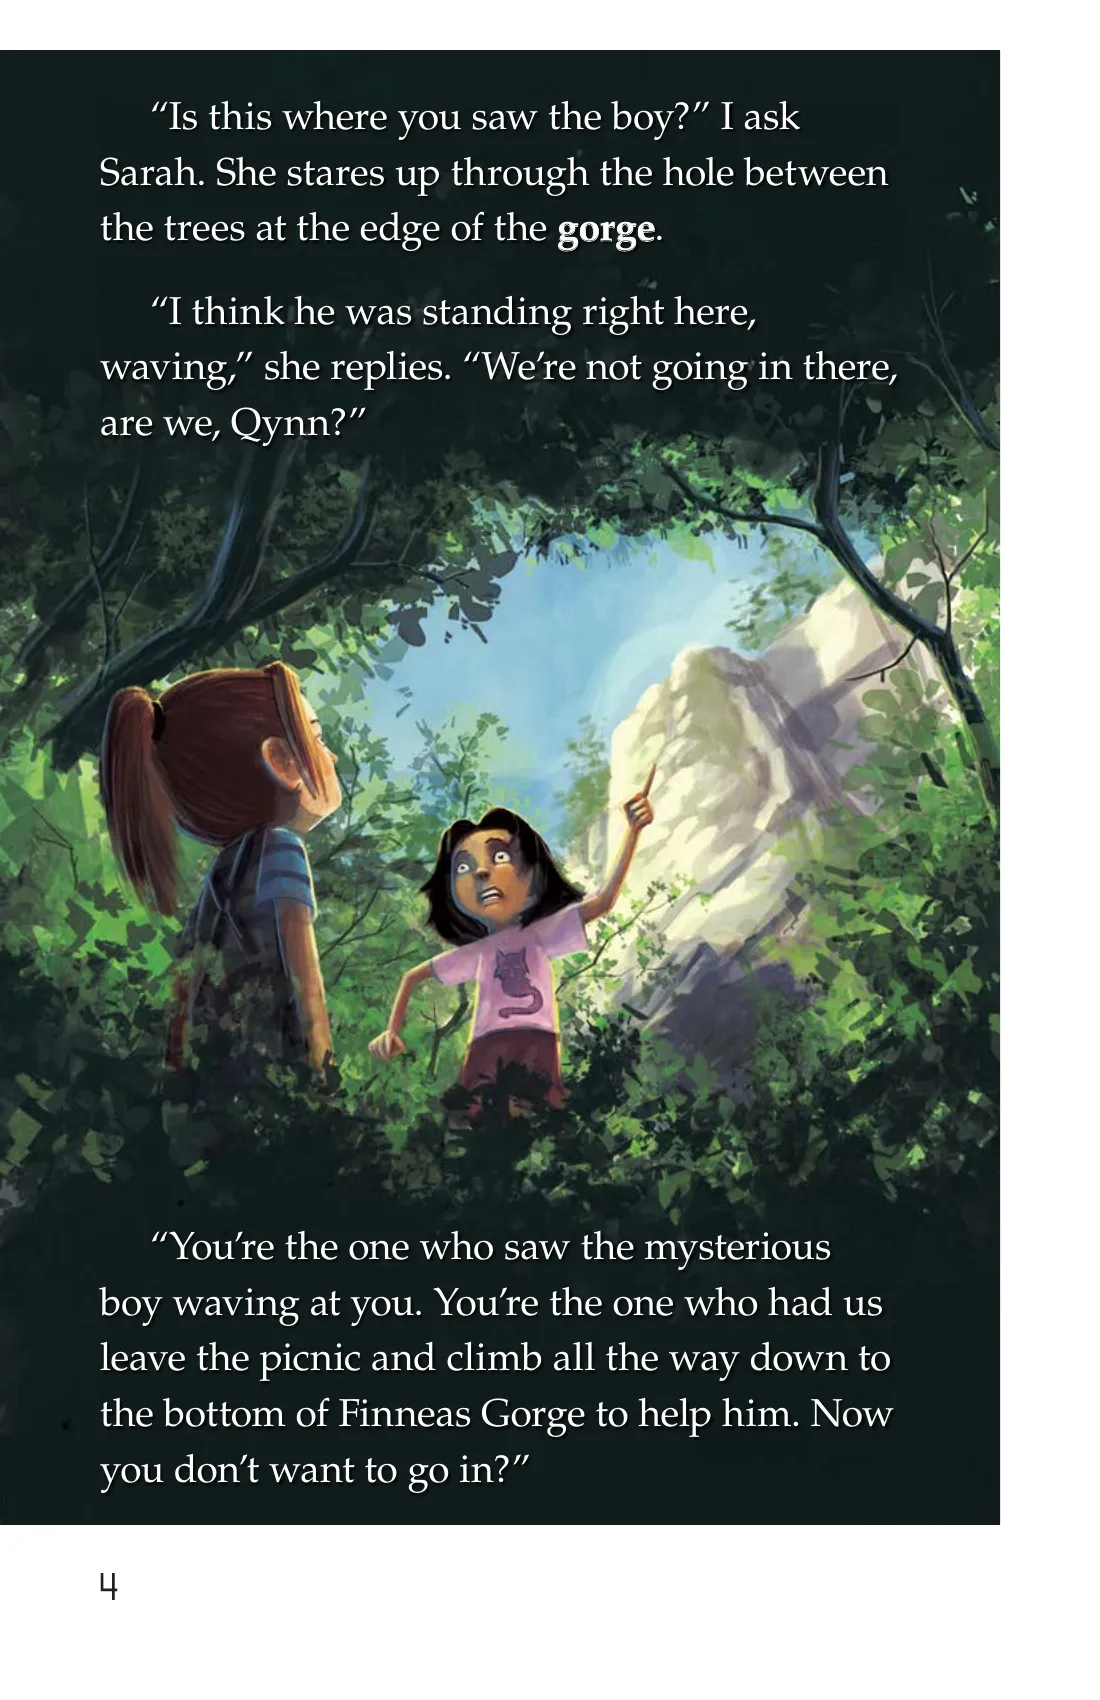 “Is this where you saw the boy?” I ask
Sarah. She stares up through the hole between
the trees at the edge of the gorge.
“I think he was standing right here,
waving,” she replies. “We’re not going in there,
are we, Qynn?”
“You’re the one who saw the mysterious
boy waving at you. You’re the one who had us
leave the picnic and climb all the way down to
the bottom of Finneas Gorge to help him. Now
you don’t want to go in?”
4